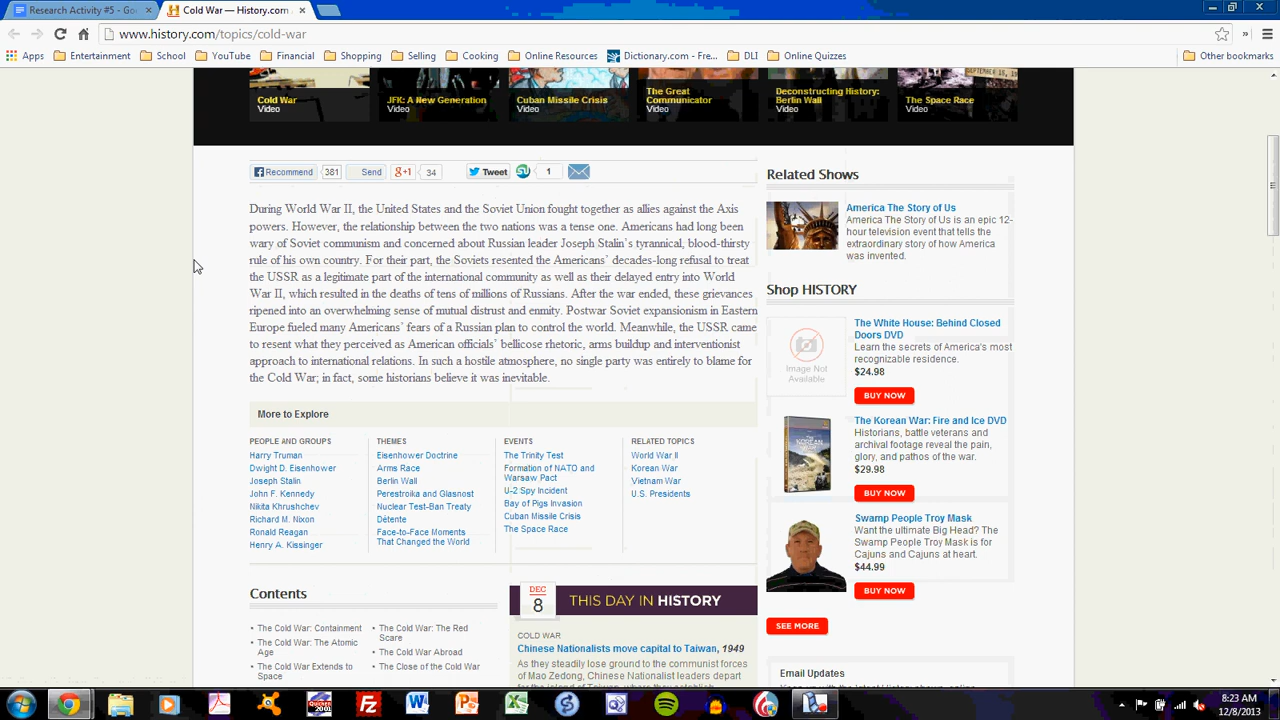 Research Activity #5 - Go
Cold War — History.com
www.history.com/topics/cold-war
Apps Entertainment School YouTube Financial Shopping Selling Cooking Online Resources Dictionary.com - Fre... DLI Online Quizzes Other bookmarks
SEPTEMBER 18, 19
Cold War
Video
JFK: A New Generation
Video
Cuban Missile Crisis
Video
The Great
Communicator
Video
Deconstructing History:
Berlin Wall
Video
The Space Race
Video
Recommend 381 Send +1 34 Tweet 1
During World War II, the United States and the Soviet Union fought together as allies against the Axis
powers. However, the relationship between the two nations was a tense one. Americans had long been
wary of Soviet communism and concerned about Russian leader Joseph Stalin's tyrannical, blood-thirsty
rule of his own country. For their part, the Soviets resented the Americans' decades-long refusal to treat
the USSR as a legitimate part of the international community as well as their delayed entry into World
War II, which resulted in the deaths of tens of millions of Russians. After the war ended, these grievances
ripened into an overwhelming sense of mutual distrust and enmity. Postwar Soviet expansionism in Eastern
Europe fueled many Americans' fears of a Russian plan to control the world. Meanwhile, the USSR came
to resent what they perceived as American officials' bellicose rhetoric, arms buildup and interventionist
approach to international relations. In such a hostile atmosphere, no single party was entirely to blame for
the Cold War; in fact, some historians believe it was inevitable.
More to Explore
PEOPLE AND GROUPS
Harry Truman
Dwight D. Eisenhower
Joseph Stalin
John F. Kennedy
Nikita Khrushchev
Richard M. Nixon
Ronald Reagan
Henry A. Kissinger
THEMES
Eisenhower Doctrine
Arms Race
Berlin Wall
Perestroika and Glasnost
Nuclear Test-Ban Treaty
Détente
Face-to-Face Moments
That Changed the World
EVENTS
The Trinity Test
Formation of NATO and
Warsaw Pact
U-2 Spy Incident
Bay of Pigs Invasion
Cuban Missile Crisis
The Space Race
RELATED TOPICS
World War II
Korean War
Vietnam War
U.S. Presidents
Contents
• The Cold War: Containment
• The Cold War: The Atomic
Age
• The Cold War Extends to
Space
• The Cold War: The Red
Scare
• The Cold War Abroad
• The Close of the Cold War
DEC
8
THIS DAY IN HISTORY
COLD WAR
Chinese Nationalists move capital to Taiwan, 1949
As they steadily lose ground to the communist forces
of Mao Zedong, Chinese Nationalist leaders depart
Related Shows
America The Story of Us
America The Story of Us is an epic 12-
hour television event that tells the
extraordinary story of how America
was invented.
Shop HISTORY
Image Not
Available
The White House: Behind Closed
Doors DVD
Learn the secrets of America's most
recognizable residence.
$24.98
BUY NOW
The Korean War: Fire and Ice DVD
Historians, battle veterans and
archival footage reveal the pain,
glory, and pathos of the war.
$29.98
BUY NOW
Swamp People Troy Mask
Want the ultimate Big Head? The
Swamp People Troy Mask is for
Cajuns and Cajuns at heart.
$44.99
BUY NOW
SEE MORE
Email Updates
8:23 AM
12/8/2013